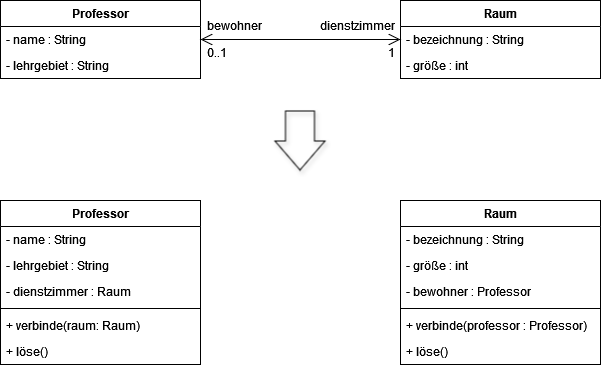 Professor
- name : String
- lehrgebiet : String
bewohner
0..1
dienstzimmer
1
Raum
- bezeichnung : String
- größe : int
Professor
- name : String
- lehrgebiet : String
- dienstzimmer : Raum
+ verbinde(raum: Raum)
+ löse()
Raum
- bezeichnung : String
- größe : int
- bewohner : Professor
+ verbinde(professor : Professor)
+ löse()